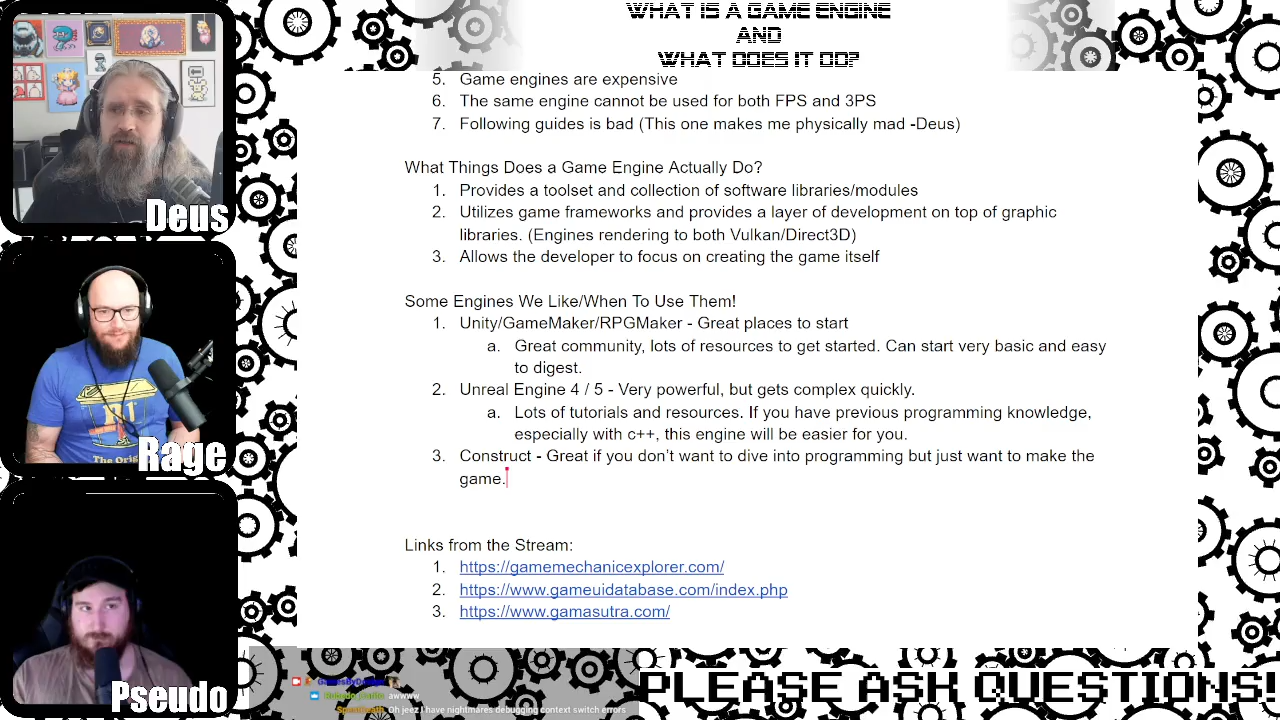 WHAT IS A GAME ENGINE
AND
WHAT DOES IT DO?
5. Game engines are expensive
6. The same engine cannot be used for both FPS and 3PS
7. Following guides is bad (This one makes me physically mad -Deus)
What Things Does a Game Engine Actually Do?
1. Provides a toolset and collection of software libraries/modules
2. Utilizes game frameworks and provides a layer of development on top of graphic
libraries. (Engines rendering to both Vulkan/Direct3D)
3. Allows the developer to focus on creating the game itself
Some Engines We Like/When To Use Them!
1. Unity/GameMaker/RPGMaker - Great places to start
a. Great community, lots of resources to get started. Can start very basic and easy
to digest.
2. Unreal Engine 4 / 5 - Very powerful, but gets complex quickly.
a. Lots of tutorials and resources. If you have previous programming knowledge,
especially with c++, this engine will be easier for you.
3. Construct - Great if you don't want to dive into programming but just want to make the
game.
Links from the Stream:
1. https://gamemechanicexplorer.com/
2. https://www.gameuidatabase.com/index.php
3. https://www.gamasutra.com/
Deus
Rage
The Orig
Pseudo
awwww
Oh jeez I have nightmares debugging context switch errors
PLEASE ASK QUESTIONS!